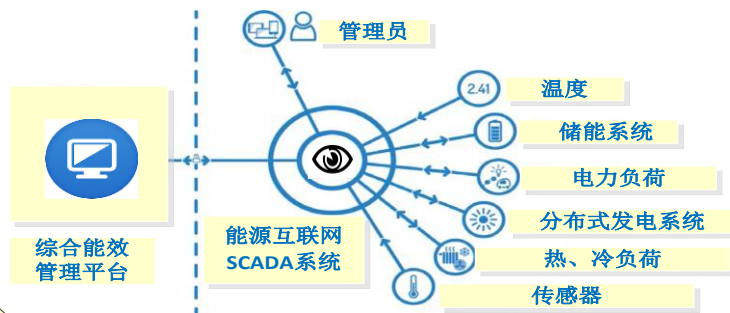 管理员
2.41
温度
储能系统
电力负荷
分布式发电系统
热、冷负荷
传感器
能源互联网
SCADA系统
综合能效
管理平台